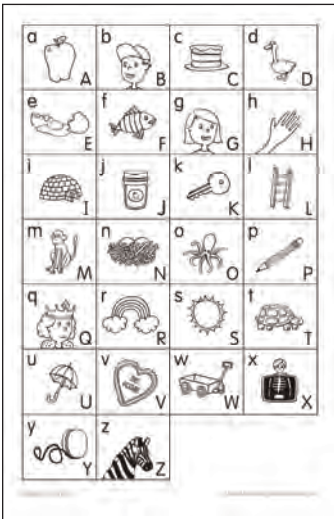 a b c d
A B C D
e f g h
E F G H
i j k l
I J K L
m n o p
M N O P
q r s t
Q R S T
u v w x
U V W X
y z
Y Z